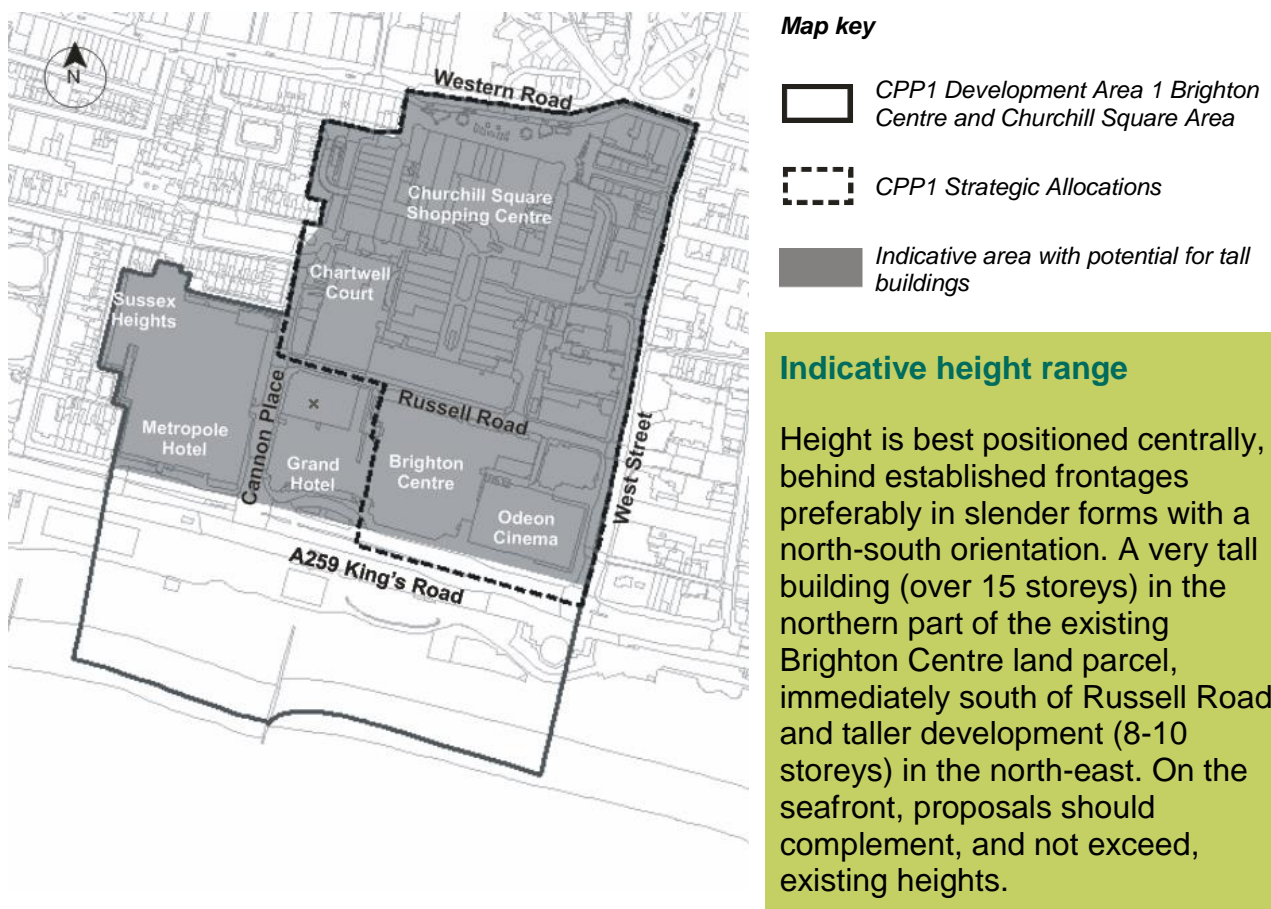 N
Western Road
Churchill Square
Shopping Centre
Chartwell
Court
Sussex
Heights
Russell Road
Cannon Place
Metropole
Hotel
Grand
Hotel
Brighton
Centre
West Street
Odeon
Cinema
A259 King's Road
Map key
CPP1 Development Area 1 Brighton
Centre and Churchill Square Area
CPP1 Strategic Allocations
Indicative area with potential for tall
buildings
Indicative height range
Height is best positioned centrally,
behind established frontages
preferably in slender forms with a
north-south orientation. A very tall
building (over 15 storeys) in the
northern part of the existing
Brighton Centre land parcel,
immediately south of Russell Road
and taller development (8-10
storeys) in the north-east. On the
seafront, proposals should
complement, and not exceed,
existing heights.